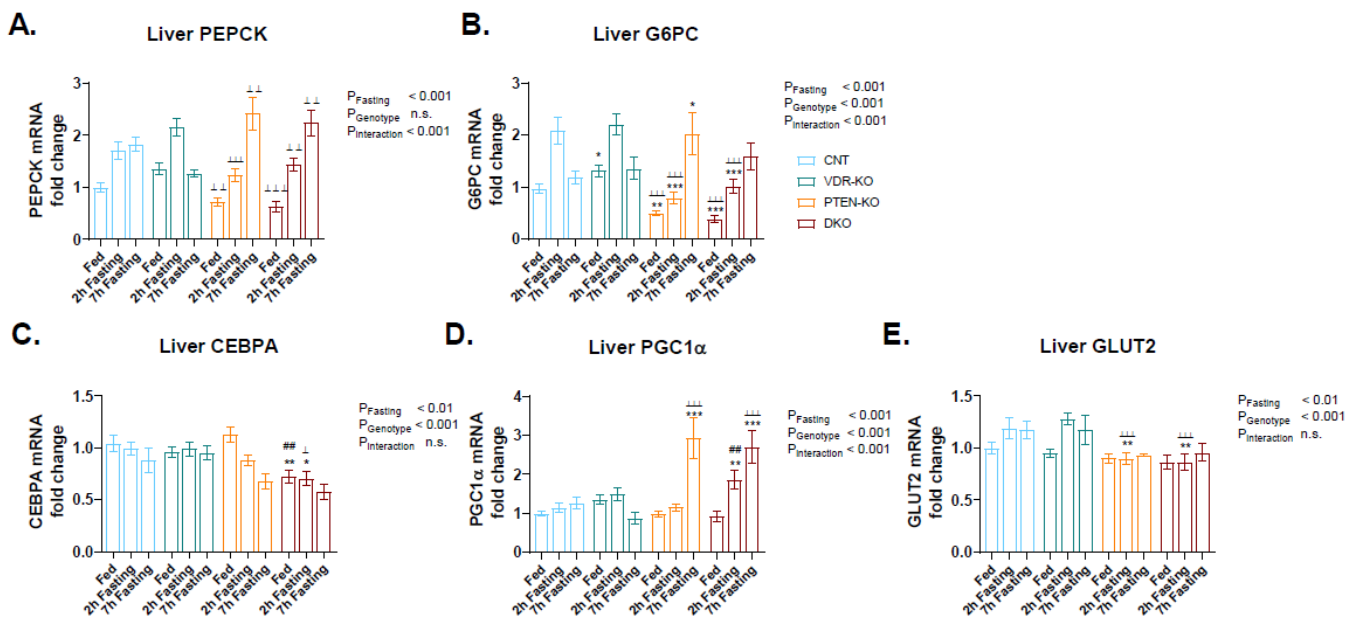 A.
Liver PEPCK
PEPCK mRNA
fold change
3
2
1
0
⊥⊥
⊥⊥⊥
⊥⊥
⊥⊥⊥
⊥⊥
⊥⊥
Fed
2h Fasting
7h Fasting
Fed
2h Fasting
7h Fasting
Fed
2h Fasting
7h Fasting
Fed
2h Fasting
7h Fasting
PFasting < 0.001
PGenotype n.s.
PInteraction < 0.001
B.
Liver G6PC
G6PC mRNA
fold change
3
2
1
0
*
⊥⊥⊥
**
⊥⊥⊥
***
*
⊥⊥⊥
***
⊥⊥⊥
***
Fed
2h Fasting
7h Fasting
Fed
2h Fasting
7h Fasting
Fed
2h Fasting
7h Fasting
Fed
2h Fasting
7h Fasting
PFasting < 0.001
PGenotype < 0.001
PInteraction < 0.001
CNT
VDR-KO
PTEN-KO
DKO
C.
Liver CEBPA
CEBPA mRNA
fold change
1.5
1.0
0.5
0.0
##
**
⊥
*
Fed
2h Fasting
7h Fasting
Fed
2h Fasting
7h Fasting
Fed
2h Fasting
7h Fasting
Fed
2h Fasting
7h Fasting
PFasting < 0.01
PGenotype < 0.001
PInteraction n.s.
D.
Liver PGC1α
PGC1α mRNA
fold change
4
3
2
1
0
⊥⊥⊥
***
##
**
⊥⊥⊥
***
Fed
2h Fasting
7h Fasting
Fed
2h Fasting
7h Fasting
Fed
2h Fasting
7h Fasting
Fed
2h Fasting
7h Fasting
PFasting < 0.001
PGenotype < 0.001
PInteraction < 0.001
E.
Liver GLUT2
GLUT2 mRNA
fold change
1.5
1.0
0.5
0.0
⊥⊥⊥
**
⊥⊥⊥
**
Fed
2h Fasting
7h Fasting
Fed
2h Fasting
7h Fasting
Fed
2h Fasting
7h Fasting
Fed
2h Fasting
7h Fasting
PFasting < 0.01
PGenotype < 0.001
PInteraction n.s.